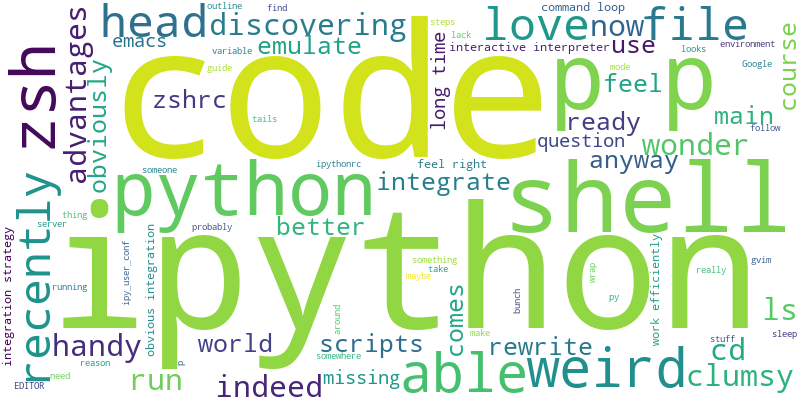 outline
find
command loop
head
discovering
love
now
file
emacs
emulate
variable
lack
steps
interactive interpreter
use
looks
environment
zsh
advantages
obviously
guide
code
long time
p
p
feel
mode
Google
course
zshrc
ready
main
tails
question
follow
wonder
someone
ipythonrc
feel right
anyway
python
integrate
shell
recently
thing
server
better
ipython
probably
something
take
maybe
wrap
really
gvim
work efficiently
integration strategy
running
ipy_user_conf
obvious integration
bunch
py
ls
around
comes
make
stuff
sleep
handy
world
scripts
rewrite
cd
reason
p
somewhere
weird
EDITOR
need
run
indeed
missing
able
clumsy